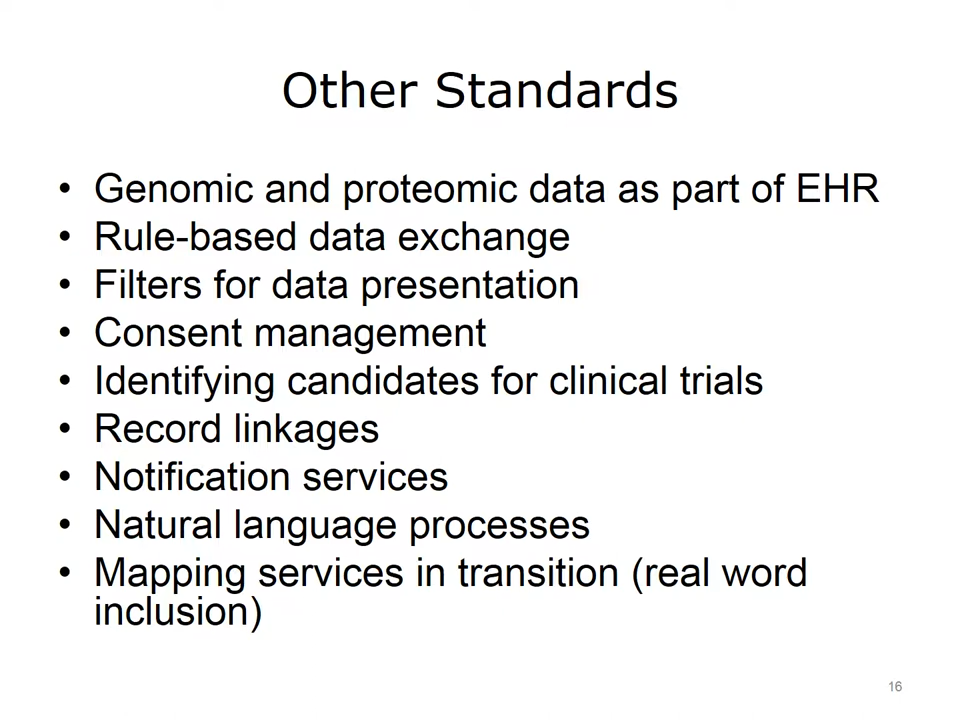 Other Standards
• Genomic and proteomic data as part of EHR
• Rule-based data exchange
• Filters for data presentation
• Consent management
• Identifying candidates for clinical trials
• Record linkages
• Notification services
• Natural language processes
• Mapping services in transition (real word
inclusion)
16